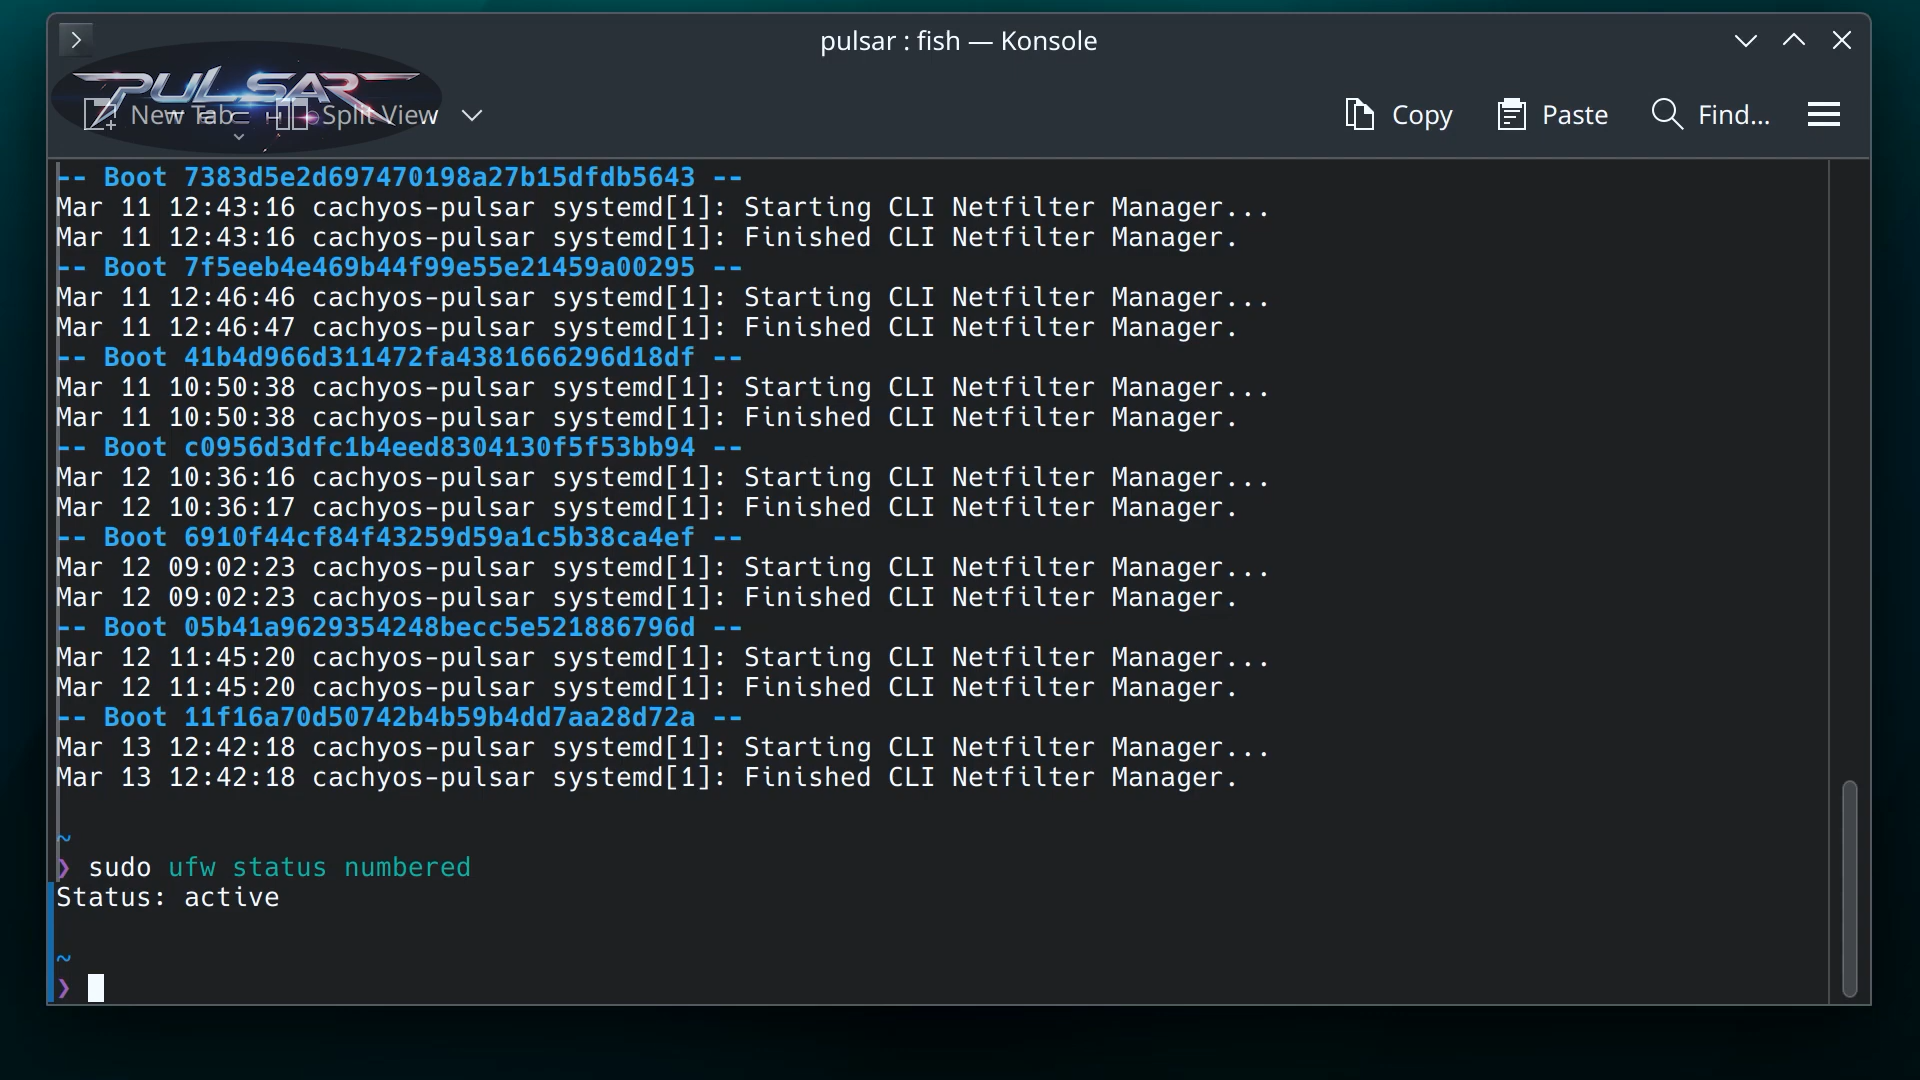 pulsar : fish — Konsole
PULSAR
New Tab Split View Copy Paste Find...
-- Boot 7383d5e2d697470198a27b15dfdb5643 --
Mar 11 12:43:16 cachyos-pulsar systemd[1]: Starting CLI Netfilter Manager...
Mar 11 12:43:16 cachyos-pulsar systemd[1]: Finished CLI Netfilter Manager.
-- Boot 7f5eeb4e469b44f99e55e21459a00295 --
Mar 11 12:46:46 cachyos-pulsar systemd[1]: Starting CLI Netfilter Manager...
Mar 11 12:46:47 cachyos-pulsar systemd[1]: Finished CLI Netfilter Manager.
-- Boot 41b4d966d311472fa4381666296d18df --
Mar 11 10:50:38 cachyos-pulsar systemd[1]: Starting CLI Netfilter Manager...
Mar 11 10:50:38 cachyos-pulsar systemd[1]: Finished CLI Netfilter Manager.
-- Boot c0956d3dfc1b4eed8304130f5f53bb94 --
Mar 12 10:36:16 cachyos-pulsar systemd[1]: Starting CLI Netfilter Manager...
Mar 12 10:36:17 cachyos-pulsar systemd[1]: Finished CLI Netfilter Manager.
-- Boot 6910f44cf84f43259d59a1c5b38ca4ef --
Mar 12 09:02:23 cachyos-pulsar systemd[1]: Starting CLI Netfilter Manager...
Mar 12 09:02:23 cachyos-pulsar systemd[1]: Finished CLI Netfilter Manager.
-- Boot 05b41a9629354248becc5e521886796d --
Mar 12 11:45:20 cachyos-pulsar systemd[1]: Starting CLI Netfilter Manager...
Mar 12 11:45:20 cachyos-pulsar systemd[1]: Finished CLI Netfilter Manager.
-- Boot 11f16a70d50742b4b59b4dd7aa28d72a --
Mar 13 12:42:18 cachyos-pulsar systemd[1]: Starting CLI Netfilter Manager...
Mar 13 12:42:18 cachyos-pulsar systemd[1]: Finished CLI Netfilter Manager.
~
❯ sudo ufw status numbered
Status: active
~
❯